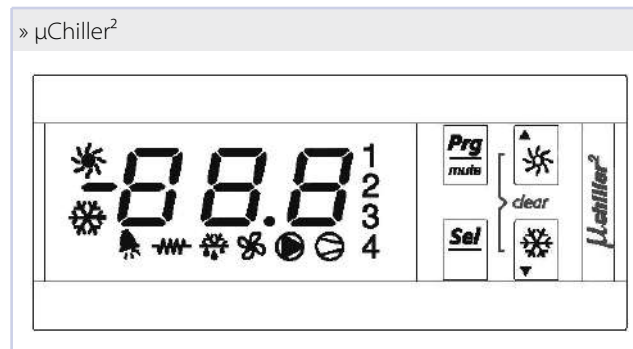 » µChiller²
-88.8
1
2
3
4
Prg
mute
clear
Sel
µchiller²